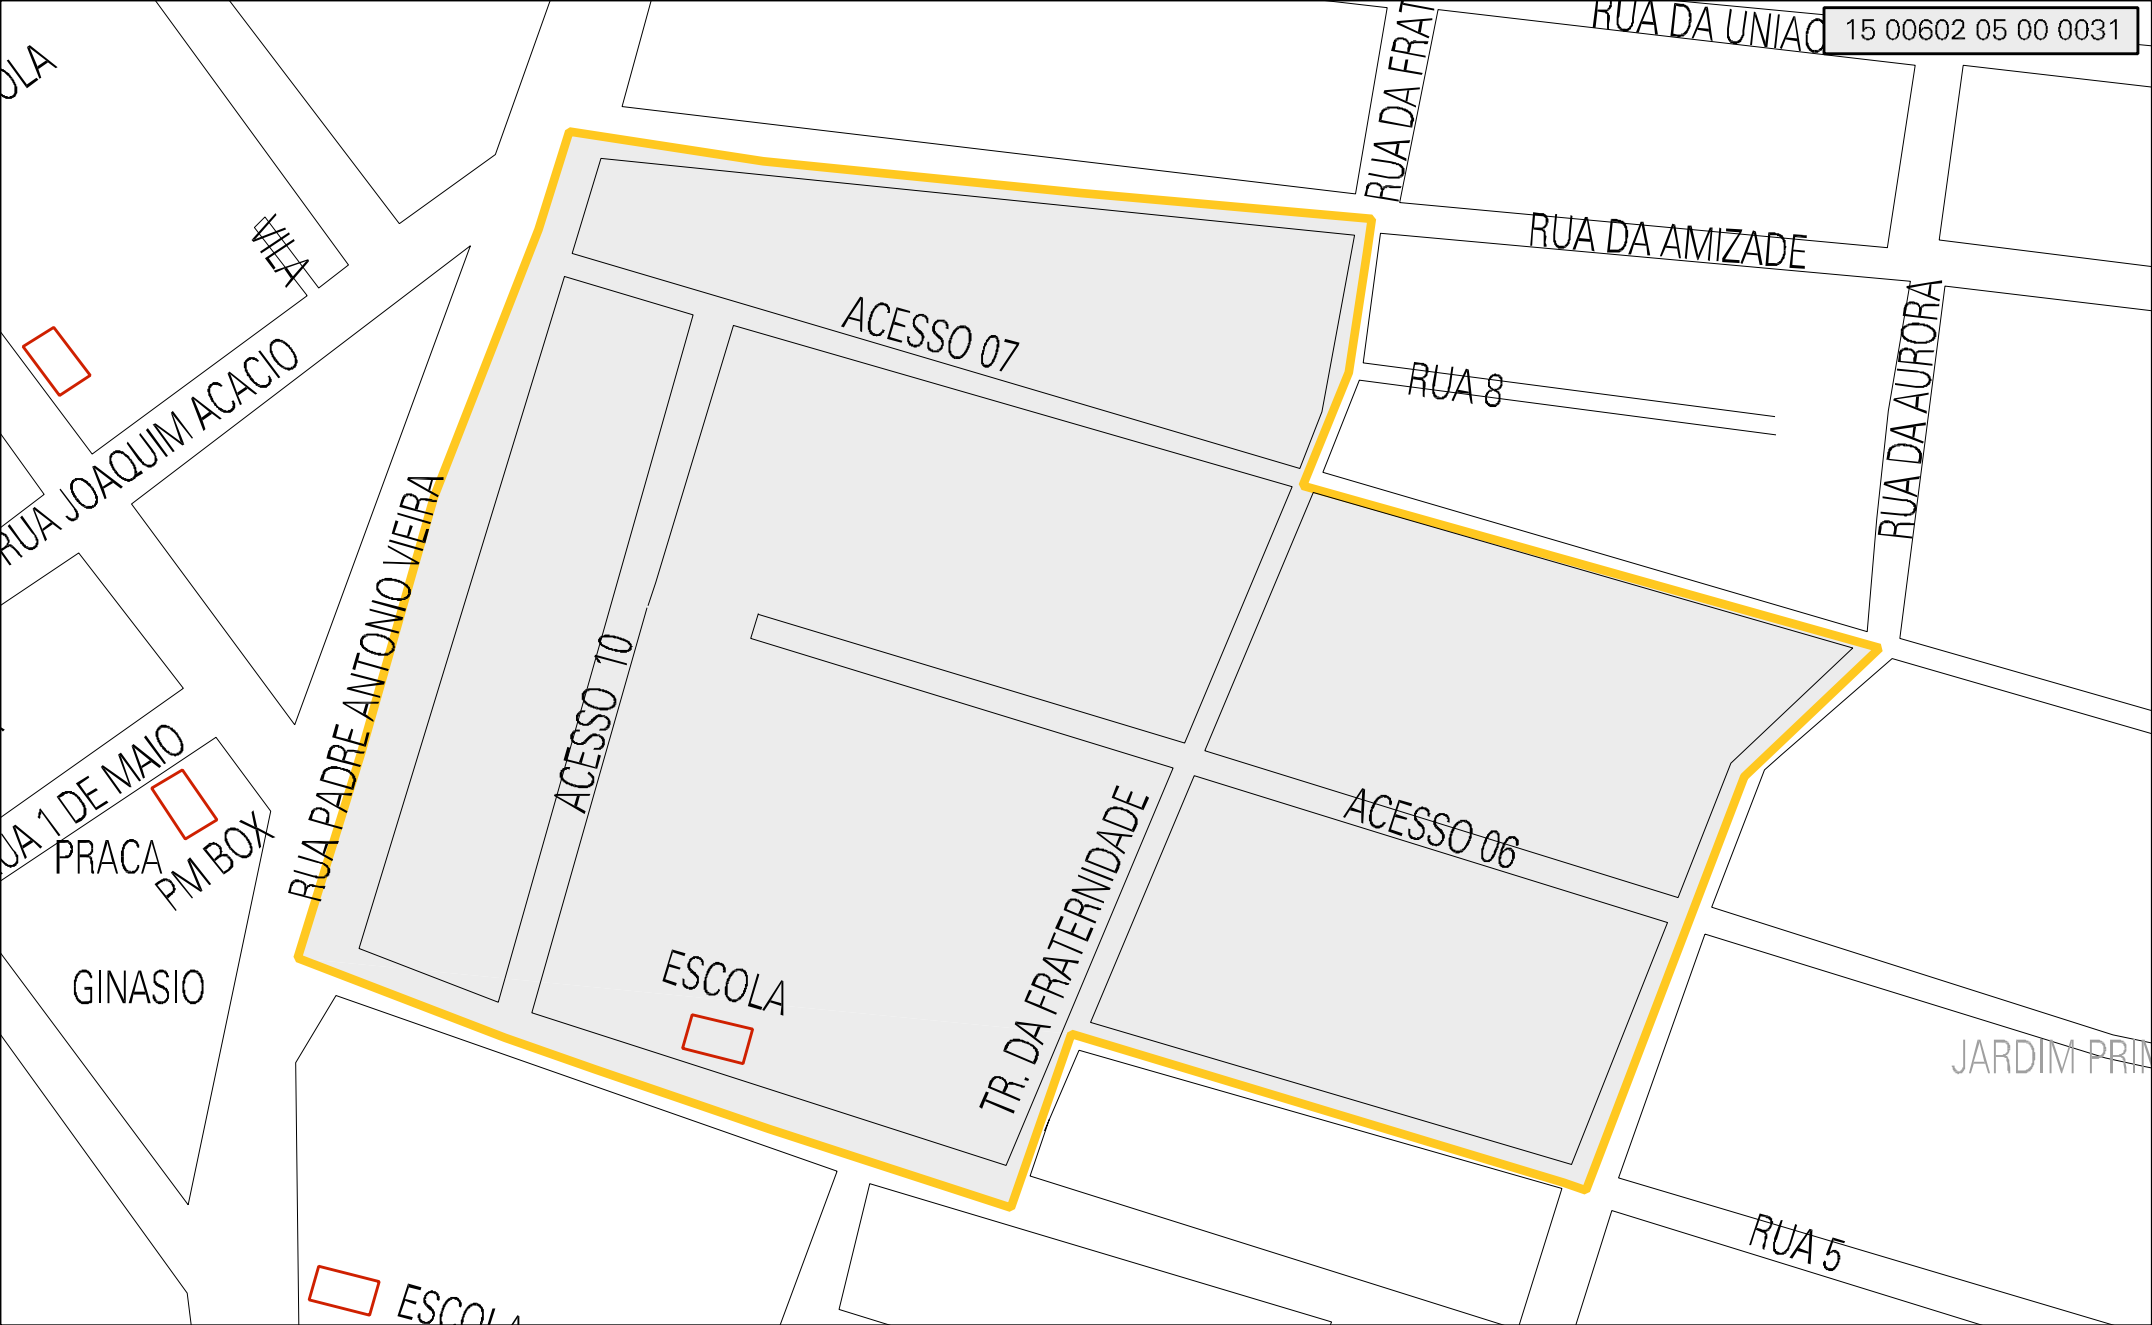 RUA DA UNIAO
15 00602 05 00 0031
RUA DA FRAT
OLA
VILA
RUA DA AMIZADE
ACESSO 07
RUA 8
RUA DA AURORA
RUA JOAQUIM ACACIO
RUA PADRE ANTONIO VIEIRA
ACESSO 10
UA 1 DE MAIO
PRACA
PM BOX
GINASIO
ACESSO 06
TR. DA FRATERNIDADE
ESCOLA
JARDIM PRIM
RUA 5
ESCOLA